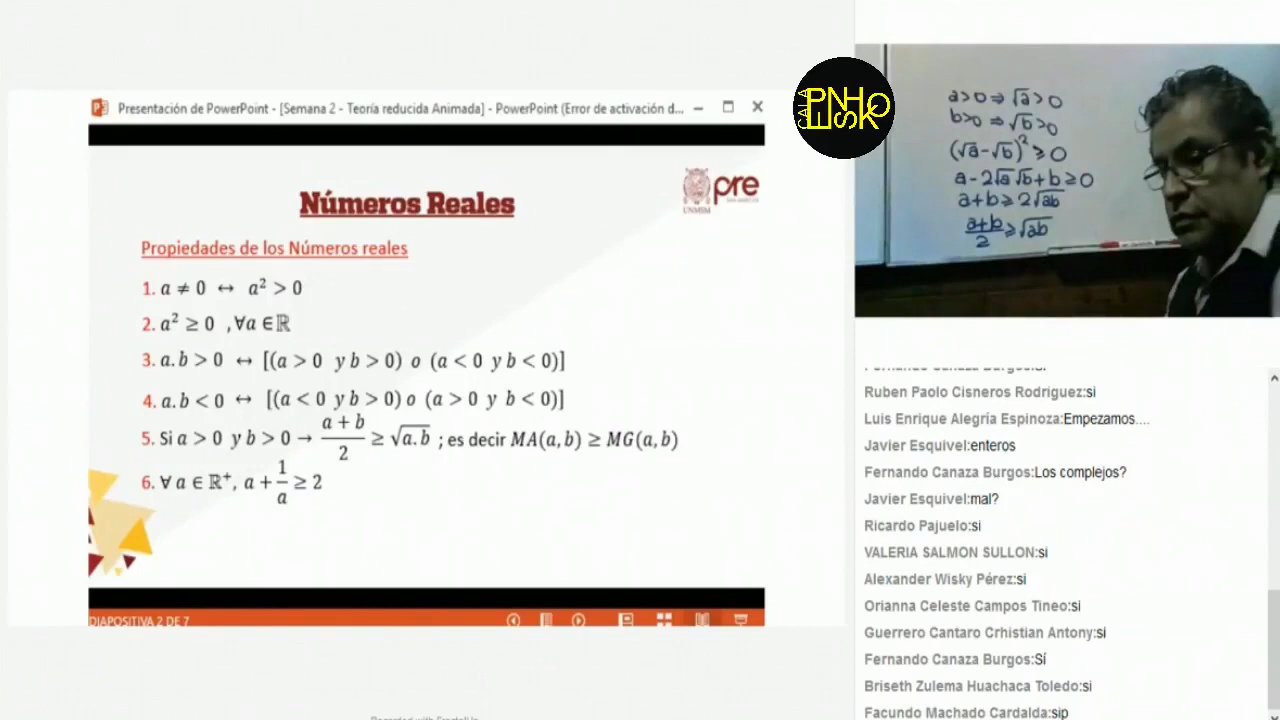 Presentación de PowerPoint - [Semana 2 - Teoría reducida Animada] - PowerPoint (Error de activación d...
Números Reales
pre
UNMSM
Propiedades de los Números reales
1. a ≠ 0 ↔ a² > 0
2. a² ≥ 0 , ∀a ∈ ℝ
3. a.b > 0 ↔ [(a > 0 y b > 0) o (a < 0 y b < 0)]
4. a.b < 0 ↔ [(a < 0 y b > 0) o (a > 0 y b < 0)]
5. Si a > 0 y b > 0 → (a + b)/2 ≥ √(a.b) ; es decir MA(a, b) ≥ MG(a, b)
6. ∀ a ∈ ℝ⁺, a + 1/a ≥ 2
DIAPOSITIVA 2 DE 7
a>0 ⇒ √a > 0
b>0 ⇒ √b > 0
(√a - √b)² ≥ 0
a - 2√a √b + b ≥ 0
a + b ≥ 2√ab
(a+b)/2 ≥ √ab
Ruben Paolo Cisneros Rodriguez:si
Luis Enrique Alegría Espinoza:Empezamos....
Javier Esquivel:enteros
Fernando Canaza Burgos:Los complejos?
Javier Esquivel:mal?
Ricardo Pajuelo:si
VALERIA SALMON SULLON:si
Alexander Wisky Pérez:si
Orianna Celeste Campos Tineo:si
Guerrero Cantaro Crhistian Antony:si
Fernando Canaza Burgos:Sí
Briseth Zulema Huachaca Toledo:si
Facundo Machado Cardalda:sip